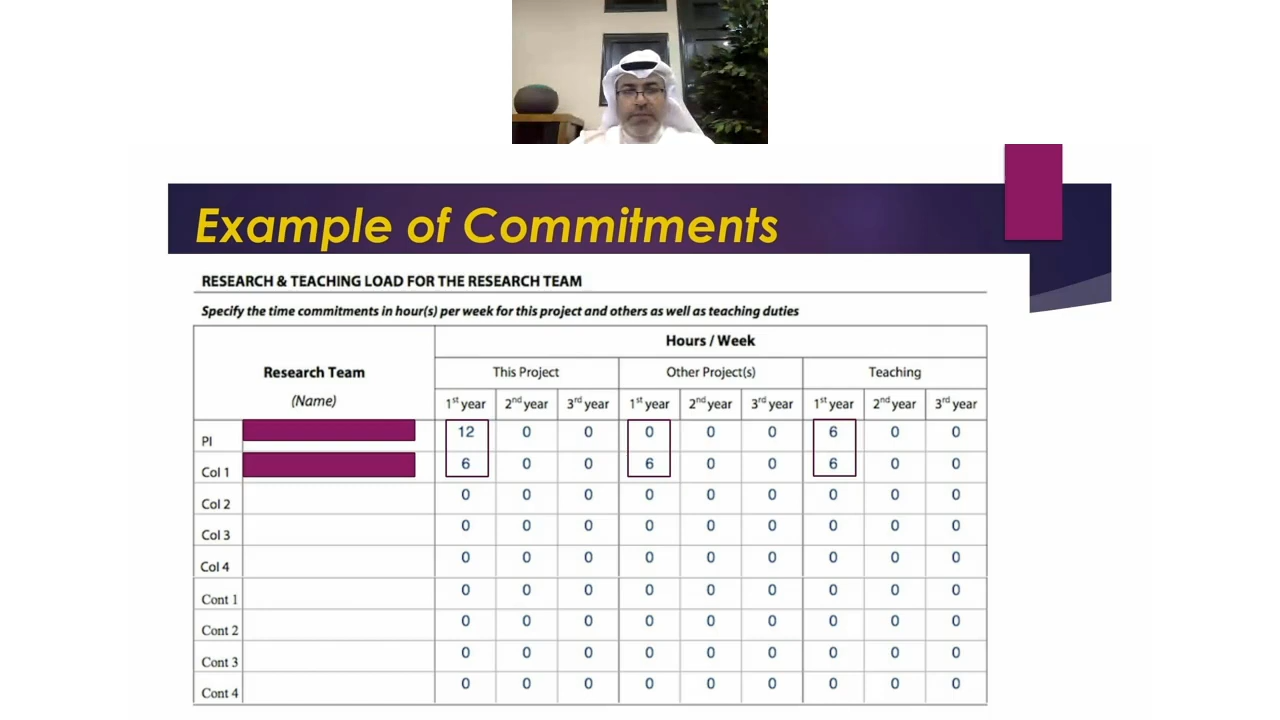 Example of Commitments
RESEARCH & TEACHING LOAD FOR THE RESEARCH TEAM
Specify the time commitments in hour(s) per week for this project and others as well as teaching duties
Hours / Week
Research Team
(Name)
This Project Other Project(s) Teaching
1st year 2nd year 3rd year 1st year 2nd year 3rd year 1st year 2nd year 3rd year
PI 12 0 0 0 0 0 6 0 0
Col 1 6 0 0 6 0 0 6 0 0
Col 2 0 0 0 0 0 0 0 0 0
Col 3 0 0 0 0 0 0 0 0 0
Col 4 0 0 0 0 0 0 0 0 0
Cont 1 0 0 0 0 0 0 0 0 0
Cont 2 0 0 0 0 0 0 0 0 0
Cont 3 0 0 0 0 0 0 0 0 0
Cont 4 0 0 0 0 0 0 0 0 0